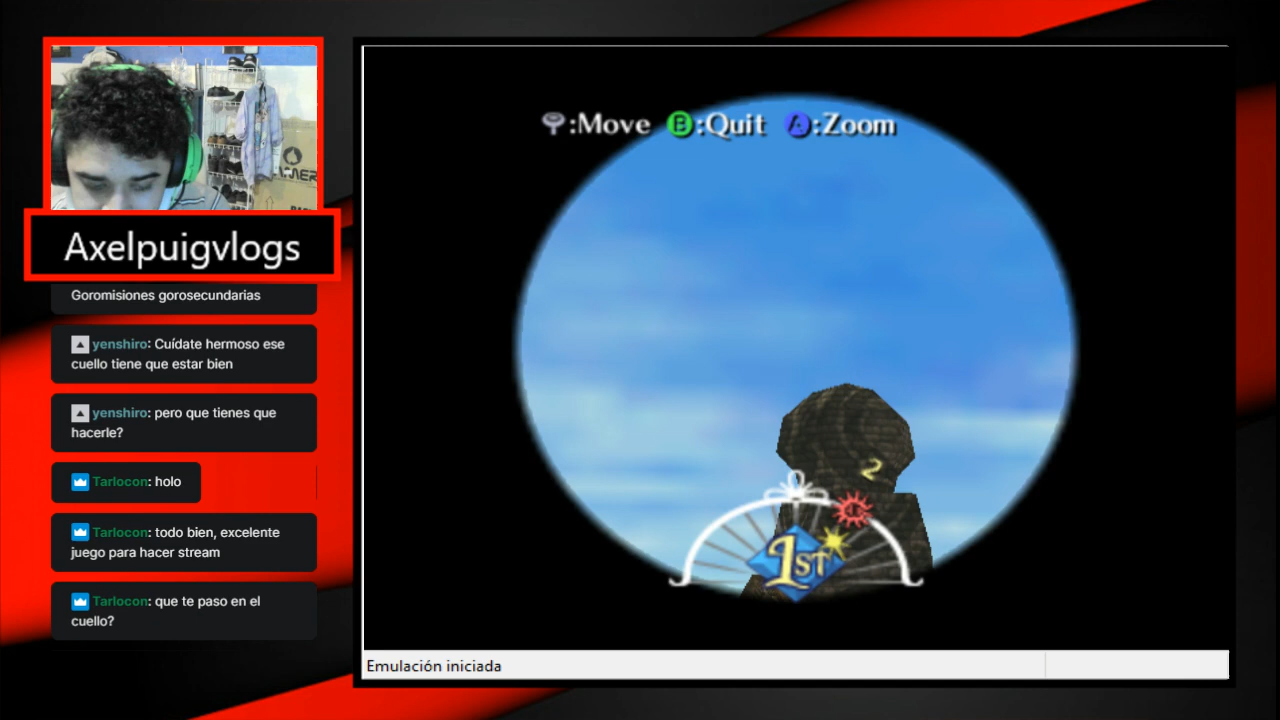 Axelpuigvlogs
Goromisiones gorosecundarias
yenshiro: Cuídate hermoso ese
cuello tiene que estar bien
yenshiro: pero que tienes que
hacerle?
Tarlocon: holo
Tarlocon: todo bien, excelente
juego para hacer stream
Tarlocon: que te paso en el
cuello?
:Move B:Quit A:Zoom
2
1ST
Emulación iniciada